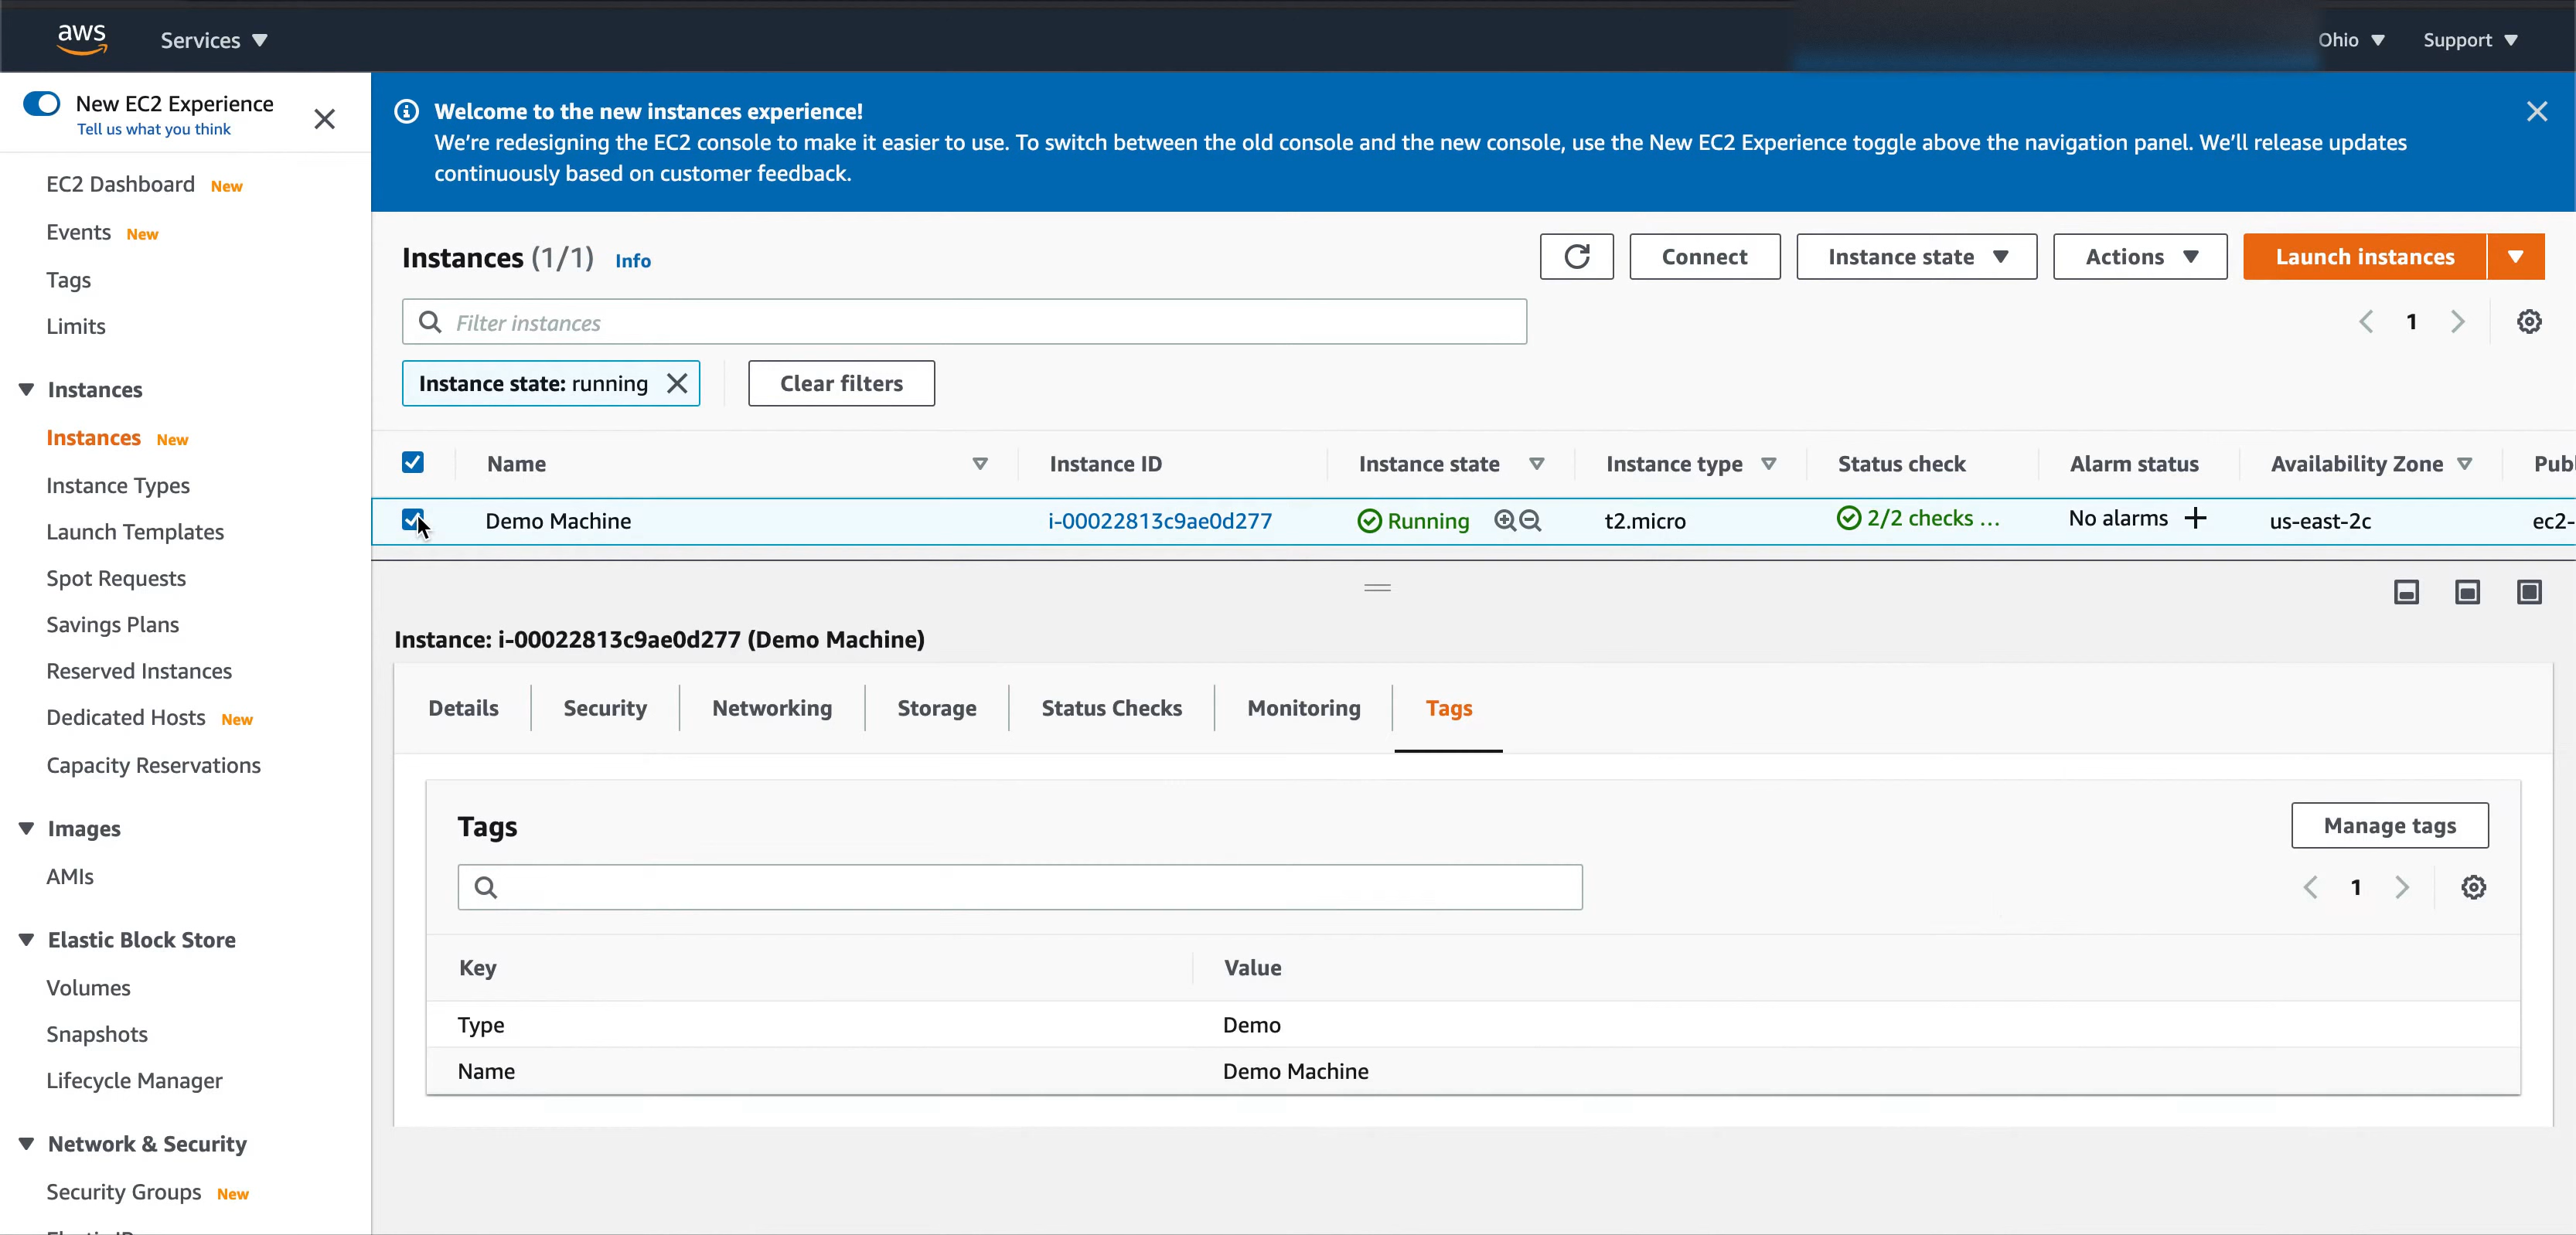 aws
Services
Ohio
Support
New EC2 Experience
Tell us what you think
EC2 Dashboard New
Events New
Tags
Limits
Instances
Instances New
Instance Types
Launch Templates
Spot Requests
Savings Plans
Reserved Instances
Dedicated Hosts New
Capacity Reservations
Images
AMIs
Elastic Block Store
Volumes
Snapshots
Lifecycle Manager
Network & Security
Security Groups New
Welcome to the new instances experience!
We're redesigning the EC2 console to make it easier to use. To switch between the old console and the new console, use the New EC2 Experience toggle above the navigation panel. We'll release updates
continuously based on customer feedback.
Instances (1/1) Info
Connect
Instance state
Actions
Launch instances
Filter instances
1
Instance state: running
Clear filters
Name Instance ID Instance state Instance type Status check Alarm status Availability Zone Publ
Demo Machine i-00022813c9ae0d277 Running t2.micro 2/2 checks ... No alarms + us-east-2c ec2-
Instance: i-00022813c9ae0d277 (Demo Machine)
Details Security Networking Storage Status Checks Monitoring Tags
Tags
Manage tags
1
Key Value
Type Demo
Name Demo Machine